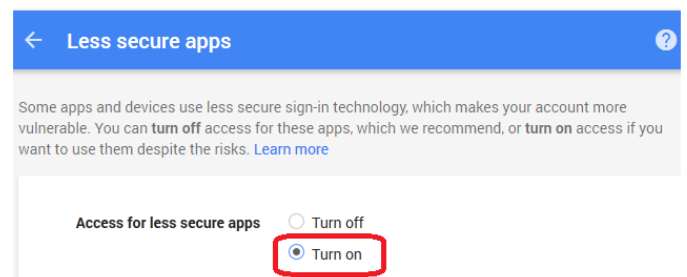 Less secure apps
Some apps and devices use less secure sign-in technology, which makes your account more
vulnerable. You can turn off access for these apps, which we recommend, or turn on access if you
want to use them despite the risks. Learn more
Access for less secure apps
Turn off
Turn on